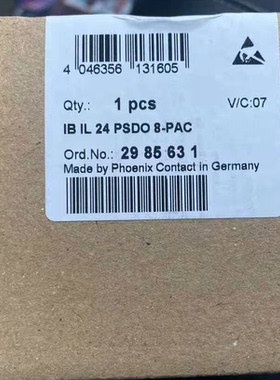 4 046356 131605
Qty.: 1 pcs V/C:07
IB IL 24 PSDO 8-PAC
Ord.No.: 29 85 63 1
Made by Phoenix Contact in Germany